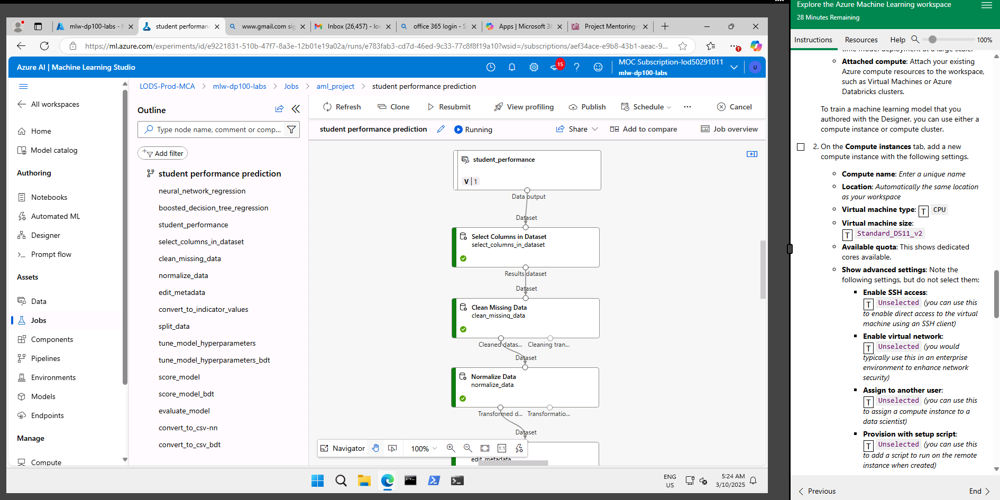 mlw-dp100-labs - M
student performan
www.gmail.com sig
Inbox (26,457) - lov
office 365 login - S
Apps | Microsoft 36
Project Mentoring-
https://ml.azure.com/experiments/id/e9221831-510b-47f7-8a3e-12b01e19a02a/runs/e783fab3-cd7d-46ed-9c33-77c8f8f19a10?wsid=/subscriptions/aef34ace-e9b8-43b1-aeac-9...
Azure AI | Machine Learning Studio
15
MOC Subscription-lod50291011
mlw-dp100-labs
U
All workspaces
Home
Model catalog
Authoring
Notebooks
Automated ML
Designer
Prompt flow
Assets
Data
Jobs
Components
Pipelines
Environments
Models
Endpoints
Manage
Compute
LODS-Prod-MCA > mlw-dp100-labs > Jobs > aml_project > student performance prediction
Outline
Type node name, comment or comp...
Add filter
student performance prediction
neural_network_regression
boosted_decision_tree_regression
student_performance
select_columns_in_dataset
clean_missing_data
normalize_data
edit_metadata
convert_to_indicator_values
split_data
tune_model_hyperparameters
tune_model_hyperparameters_bdt
score_model
score_model_bdt
evaluate_model
convert_to_csv-nn
convert_to_csv_bdt
Refresh Clone Resubmit View profiling Publish Schedule Cancel
student performance prediction Running Share Add to compare Job overview
student_performance
V | 1
Data output
Dataset
Select Columns in Dataset
select_columns_in_dataset
Results dataset
Dataset
Clean Missing Data
clean_missing_data
Cleaned datas... Cleaning tran...
Dataset
Normalize Data
normalize_data
Transformed d... Transformatio...
Dataset
edit_metadata
Navigator 100% 1:1
ENG
US
5:24 AM
3/10/2025
Explore the Azure Machine Learning workspace
28 Minutes Remaining
Instructions Resources Help 100%
time model deployment at a large scale.
Attached compute: Attach your existing
Azure compute resources to the workspace,
such as Virtual Machines or Azure
Databricks clusters.
To train a machine learning model that you
authored with the Designer, you can use either a
compute instance or compute cluster.
2. On the Compute instances tab, add a new
compute instance with the following settings.
Compute name: Enter a unique name
Location: Automatically the same location
as your workspace
Virtual machine type: T CPU
Virtual machine size:
T Standard_DS11_v2
Available quota: This shows dedicated
cores available.
Show advanced settings: Note the
following settings, but do not select them:
Enable SSH access:
T Unselected (you can use this
to enable direct access to the virtual
machine using an SSH client)
Enable virtual network:
T Unselected (you would
typically use this in an enterprise
environment to enhance network
security)
Assign to another user:
T Unselected (you can use this
to assign a compute instance to a
data scientist)
Provision with setup script:
T Unselected (you can use this
to add a script to run on the remote
instance when created)
Previous End